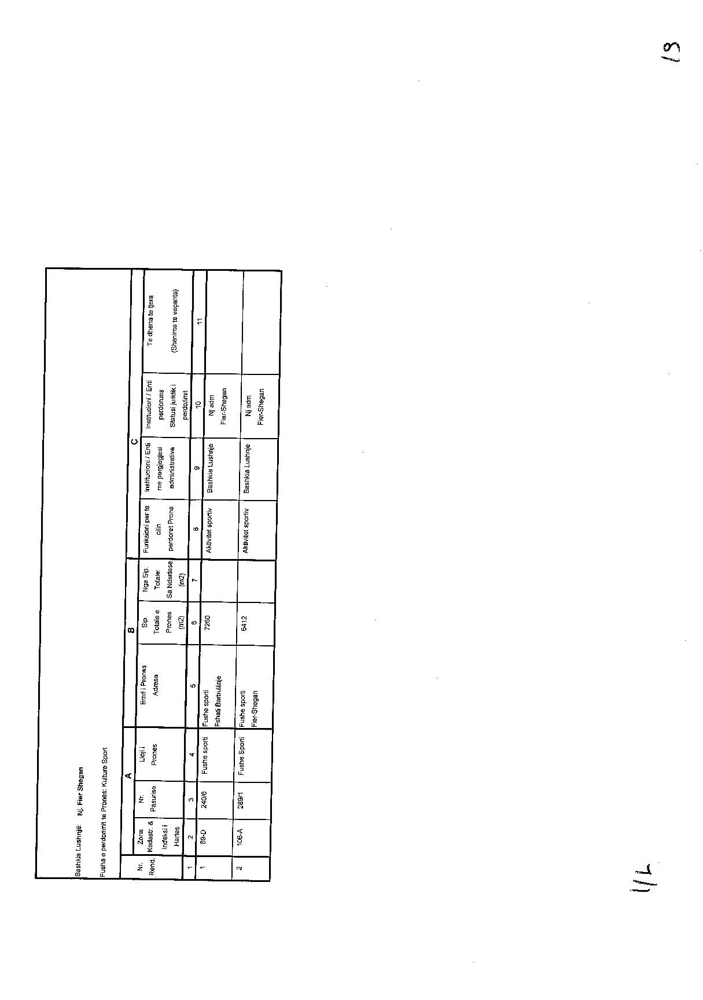 Bashkia Lushnjë: Nj. Fier Shegan
Fusha e perdorimit te Prones: Kulture Sport
A B C
Nr. Rend. | Zona Kadastr. & Indeksi i Hartes | Nr. Pasurise | Lloji i Prones | Emri i Prones Adresa | Sip. Totale e Prones (m2) | Nga Sip. Totale: Sa Ndertese (m2) | Funksioni per te cilin perdoret Prona | Institucioni / Enti me pergjegjesi administrative | Institucioni / Enti perdorues Statusi juridik i perdorimit | Te dhena te tjera (Shenime te veçanta)
1 2 3 4 5 6 7 8 9 10 11
1 89-D 240/6 Fushe sporti Fushe sporti Fshati Barbullinje 7260 Aktivitet sportiv Bashkia Lushnje Nj adm Fier-Shegan
2 106-A 289/1 Fushe Sporti Fushe sporti Fier-Shegan 6412 Aktivitet sportiv Bashkia Lushnje Nj adm Fier-Shegan
19